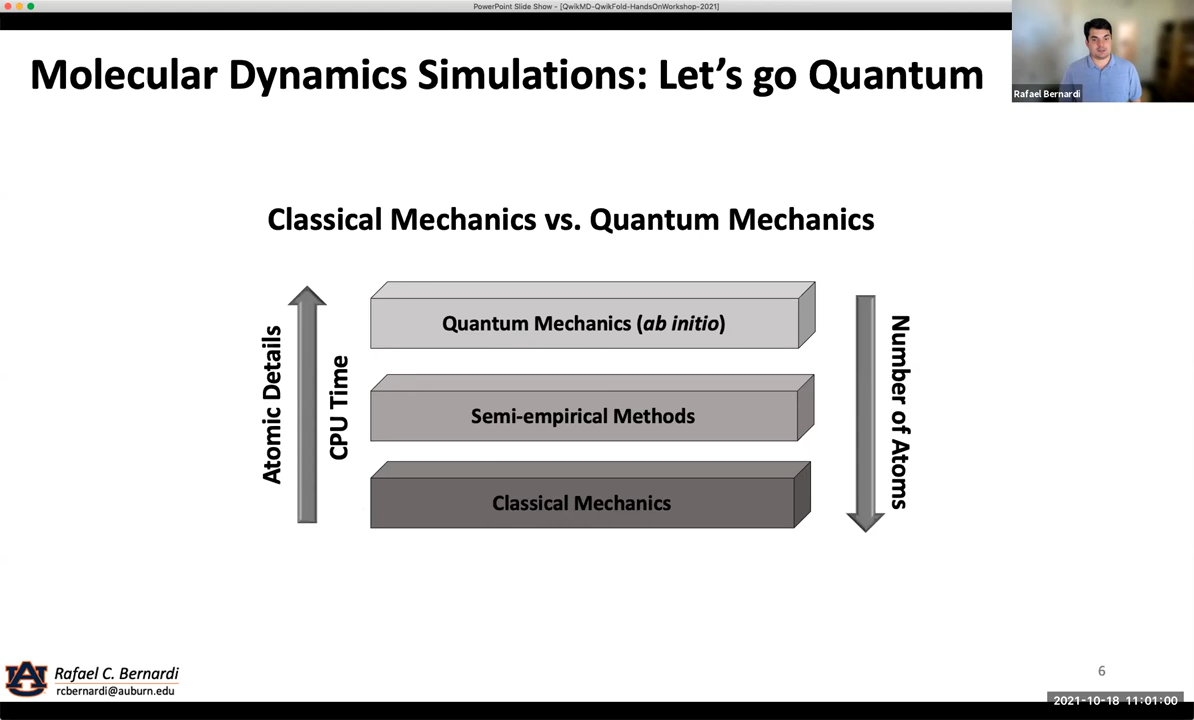 PowerPoint Slide Show - [QwikMD-QwikFold-HandsOnWorkshop-2021]
Molecular Dynamics Simulations: Let’s go Quantum
Rafael Bernardi
Classical Mechanics vs. Quantum Mechanics
Atomic Details
CPU Time
Quantum Mechanics (ab initio)
Semi-empirical Methods
Classical Mechanics
Number of Atoms
AU
Rafael C. Bernardi
rcbernardi@auburn.edu
6
2021-10-18 11:01:00